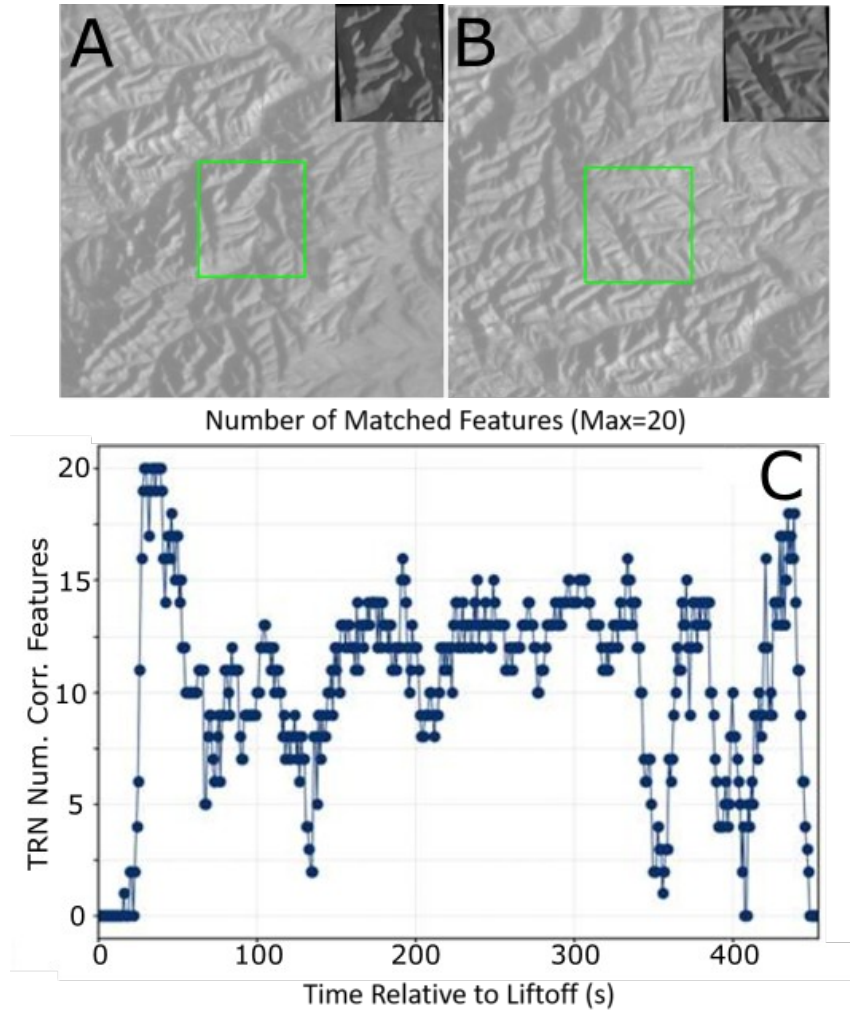 A
B
Number of Matched Features (Max=20)
C
TRN Num. Corr. Features
20
15
10
5
0
0
100
200
300
400
Time Relative to Liftoff (s)